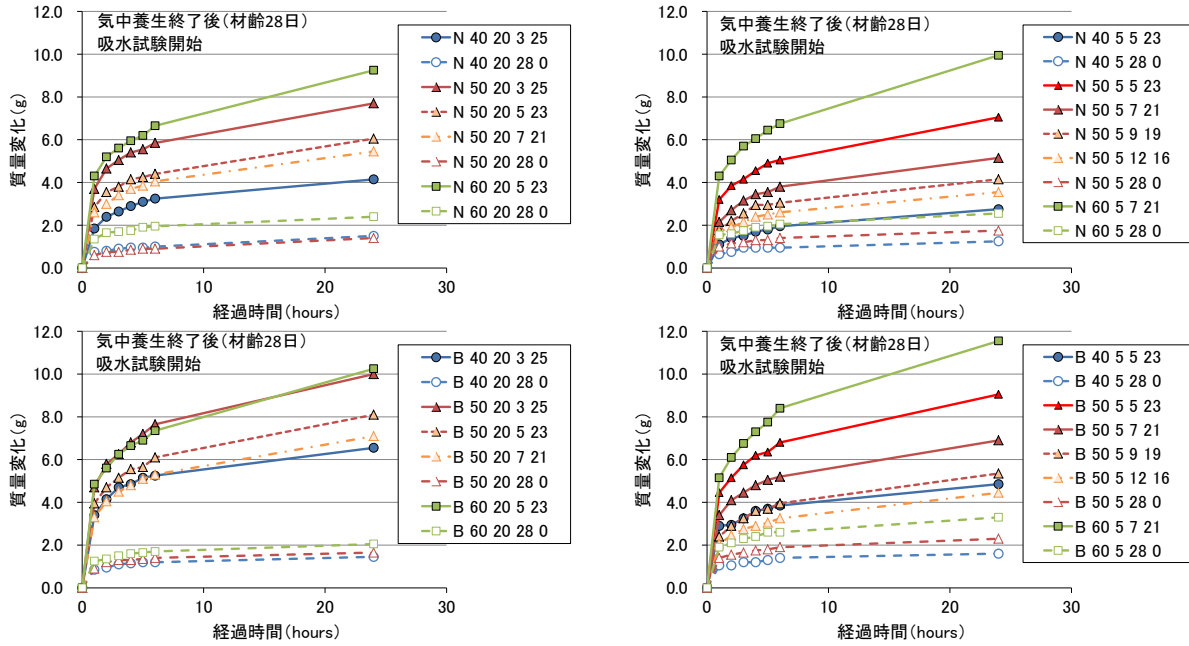 気中養生終了後（材齢28日）
吸水試験開始
12.0
10.0
8.0
6.0
4.0
2.0
0.0
質量変化（g）
0
10
20
30
経過時間（hours）
N 40 20 3 25
N 40 20 28 0
N 50 20 3 25
N 50 20 5 23
N 50 20 7 21
N 50 20 28 0
N 60 20 5 23
N 60 20 28 0
気中養生終了後（材齢28日）
吸水試験開始
12.0
10.0
8.0
6.0
4.0
2.0
0.0
質量変化（g）
0
10
20
30
経過時間（hours）
N 40 5 5 23
N 40 5 28 0
N 50 5 5 23
N 50 5 7 21
N 50 5 9 19
N 50 5 12 16
N 50 5 28 0
N 60 5 7 21
N 60 5 28 0
気中養生終了後（材齢28日）
吸水試験開始
12.0
10.0
8.0
6.0
4.0
2.0
0.0
質量変化（g）
0
10
20
30
経過時間（hours）
B 40 20 3 25
B 40 20 28 0
B 50 20 3 25
B 50 20 5 23
B 50 20 7 21
B 50 20 28 0
B 60 20 5 23
B 60 20 28 0
気中養生終了後（材齢28日）
吸水試験開始
12.0
10.0
8.0
6.0
4.0
2.0
0.0
質量変化（g）
0
10
20
30
経過時間（hours）
B 40 5 5 23
B 40 5 28 0
B 50 5 5 23
B 50 5 7 21
B 50 5 9 19
B 50 5 12 16
B 50 5 28 0
B 60 5 7 21
B 60 5 28 0